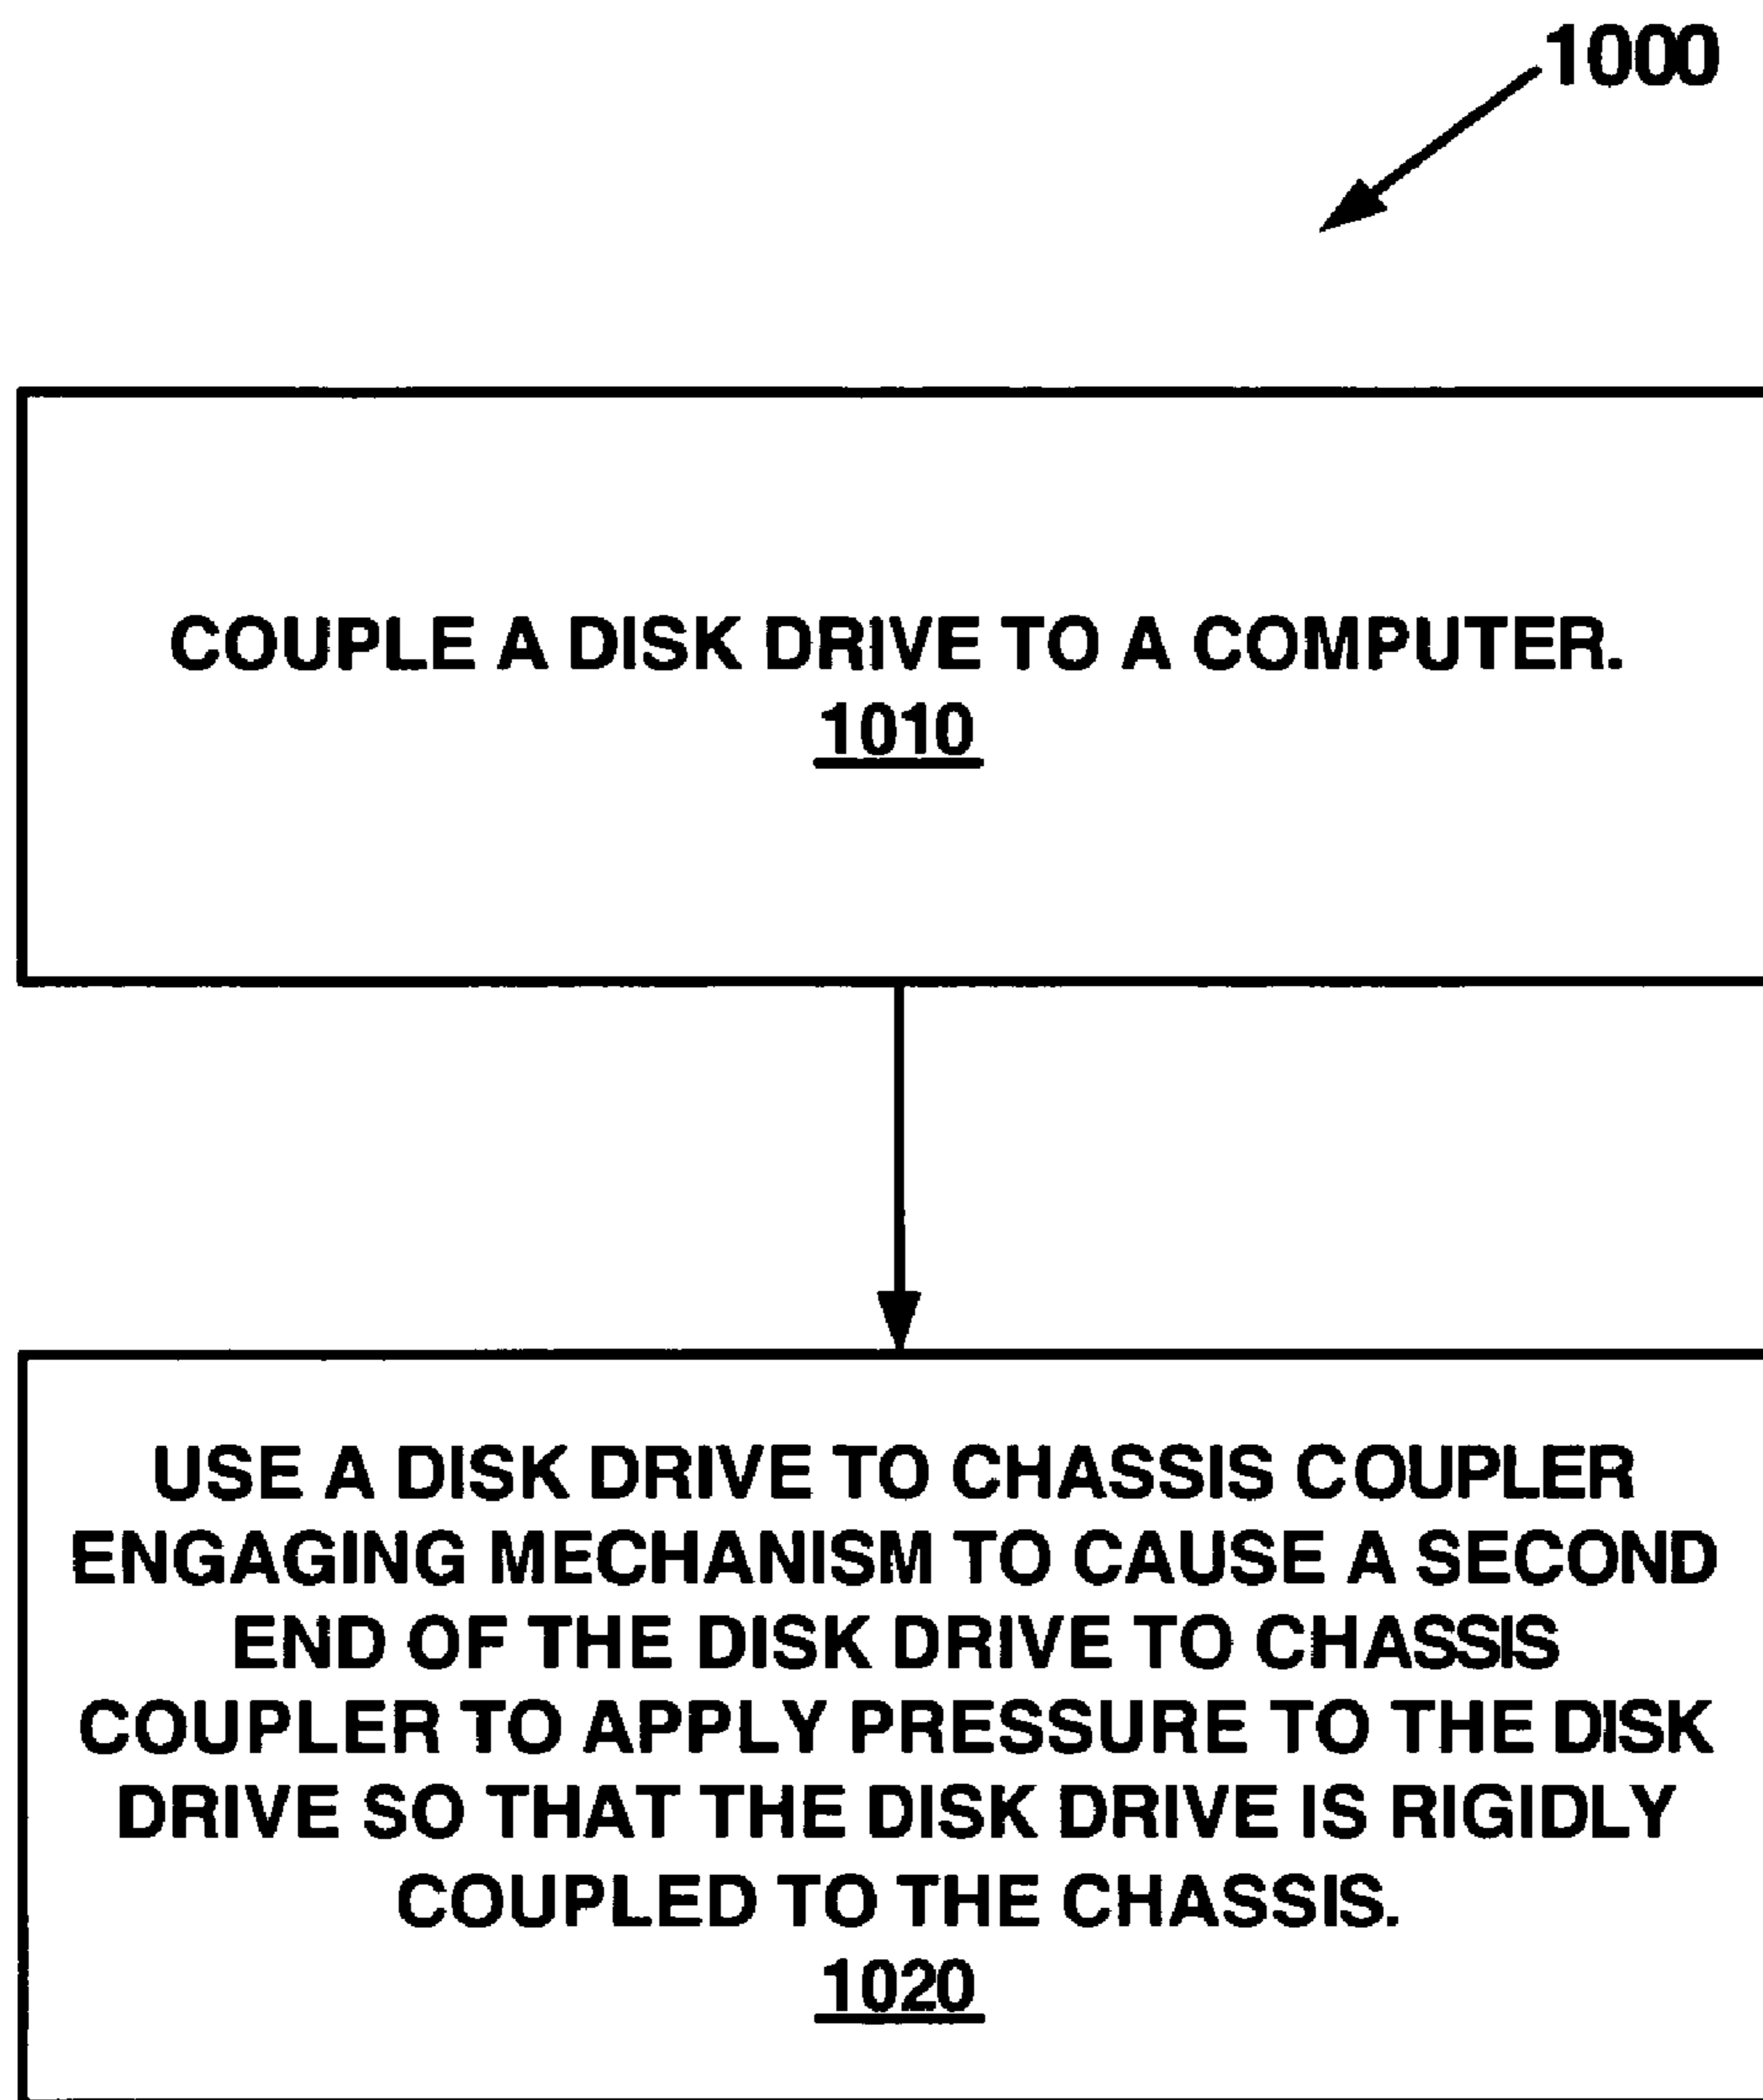 1000
COUPLE A DISK DRIVE TO A COMPUTER.
1010
USE A DISK DRIVE TO CHASSIS COUPLER
ENGAGING MECHANISM TO CAUSE A SECOND
END OF THE DISK DRIVE TO CHASSIS
COUPLER TO APPLY PRESSURE TO THE DISK
DRIVE SO THAT THE DISK DRIVE IS RIGIDLY
COUPLED TO THE CHASSIS.
1020